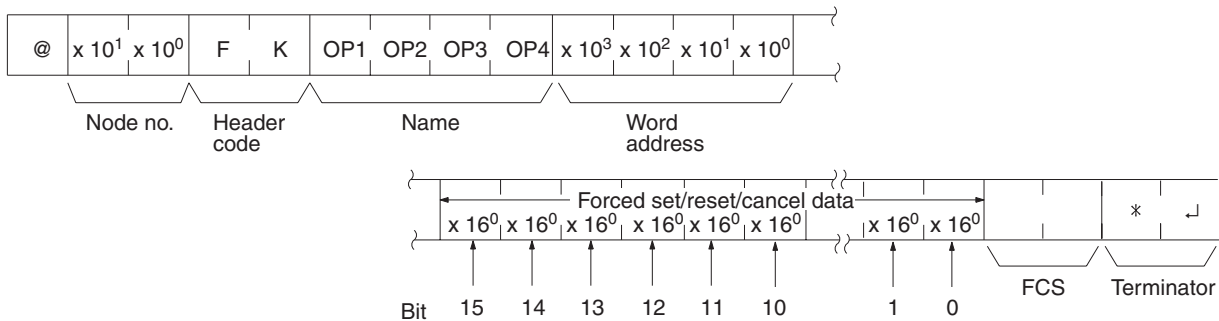 @ x 10¹ x 10⁰ F K OP1 OP2 OP3 OP4 x 10³ x 10² x 10¹ x 10⁰
Node no. Header code Name Word address
Forced set/reset/cancel data
x 16⁰ x 16⁰ x 16⁰ x 16⁰ x 16⁰ x 16⁰ x 16⁰ x 16⁰ * ↵
FCS Terminator
Bit 15 14 13 12 11 10 1 0